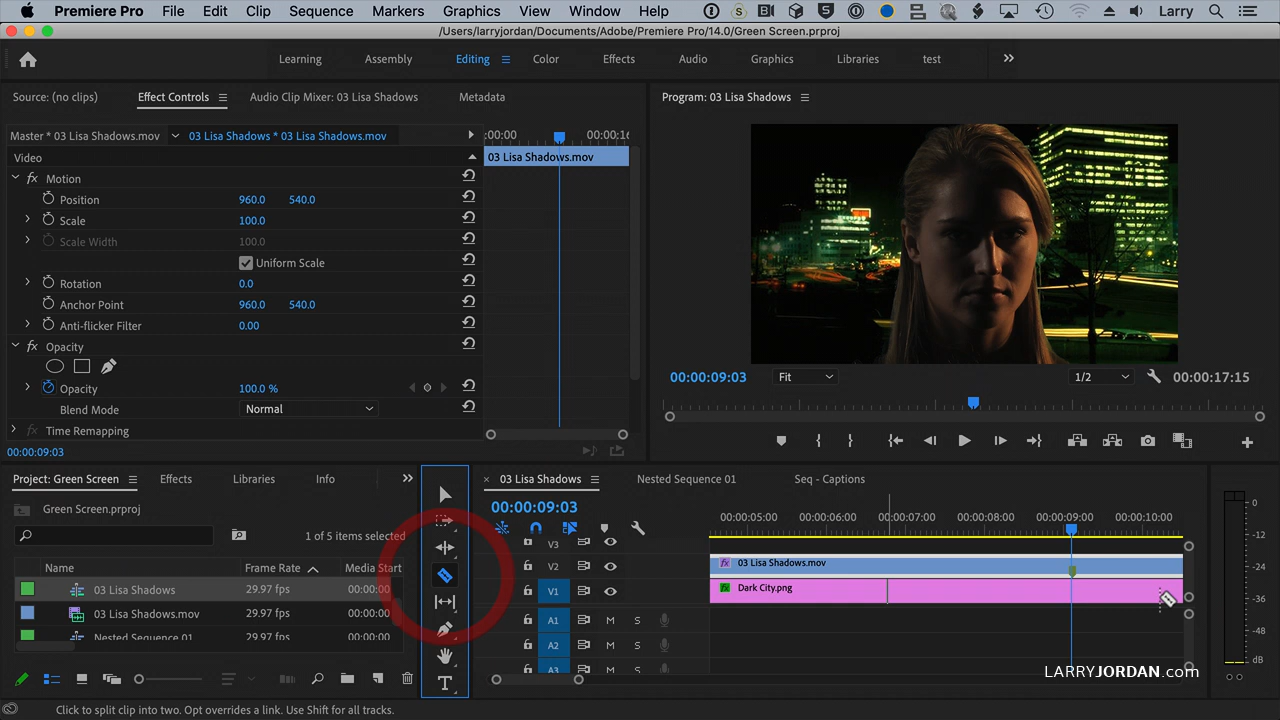 Premiere Pro File Edit Clip Sequence Markers Graphics View Window Help Larry
/Users/larryjordan/Documents/Adobe/Premiere Pro/14.0/Green Screen.prproj
Learning Assembly Editing Color Effects Audio Graphics Libraries test
Source: (no clips) Effect Controls Audio Clip Mixer: 03 Lisa Shadows Metadata
Program: 03 Lisa Shadows
Master * 03 Lisa Shadows.mov 03 Lisa Shadows * 03 Lisa Shadows.mov
:00:00 00:00:16
Video
03 Lisa Shadows.mov
fx Motion
Position 960.0 540.0
Scale 100.0
Scale Width 100.0
Uniform Scale
Rotation 0.0
Anchor Point 960.0 540.0
Anti-flicker Filter 0.00
fx Opacity
Opacity 100.0 %
Blend Mode Normal
fx Time Remapping
00:00:09:03
00:00:09:03 Fit 1/2 00:00:17:15
Project: Green Screen Effects Libraries Info
Green Screen.prproj
1 of 5 items selected
Name Frame Rate Media Start
03 Lisa Shadows 29.97 fps 00:00:00
03 Lisa Shadows.mov 29.97 fps 00:00:00
Nested Sequence 01 29.97 fps 00:00:00
T
× 03 Lisa Shadows Nested Sequence 01 Seq - Captions
00:00:09:03
00:00:05:00 00:00:06:00 00:00:07:00 00:00:08:00 00:00:09:00 00:00:10:00
V3
V2 fx 03 Lisa Shadows.mov
V1 fx Dark City.png
A1 M S
A2 M S
A3 M S
0
-12
-24
-36
-48
dB
LARRYJORDAN.com
Click to split clip into two. Opt overrides a link. Use Shift for all tracks.